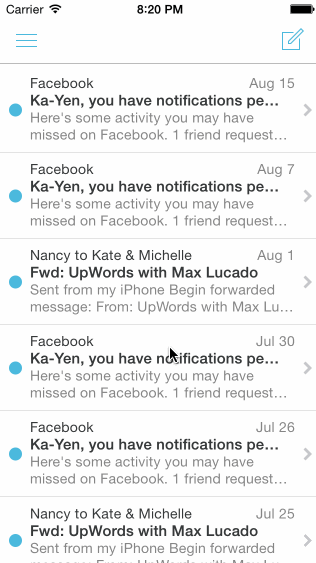 Carrier 8:20 PM
Facebook Aug 15
Ka-Yen, you have notifications pe…
Here's some activity you may have
missed on Facebook. 1 friend request…
Facebook Aug 7
Ka-Yen, you have notifications pe…
Here's some activity you may have
missed on Facebook. 1 friend request…
Nancy to Kate & Michelle Aug 1
Fwd: UpWords with Max Lucado
Sent from my iPhone Begin forwarded
message: From: UpWords with Max Lu…
Facebook Jul 30
Ka-Yen, you have notifications pe…
Here's some activity you may have
missed on Facebook. 1 friend request…
Facebook Jul 26
Ka-Yen, you have notifications pe…
Here's some activity you may have
missed on Facebook. 1 friend request…
Nancy to Kate & Michelle Jul 25
Fwd: UpWords with Max Lucado
Sent from my iPhone Begin forwarded
message: From: UpWords with Max Lu…